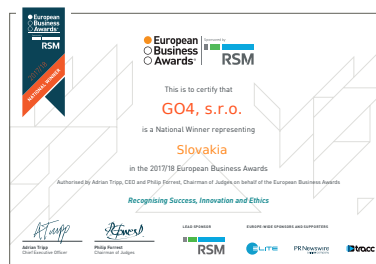 European
Business
Awards
RSM
2017/18
NATIONAL WINNER
European
Business
Awards
Sponsored by
RSM
This is to certify that
GO4, s.r.o.
is a National Winner representing
Slovakia
in the 2017/18 European Business Awards
Authorised by Adrian Tripp, CEO and Philip Forrest, Chairman of Judges on behalf of the European Business Awards
Recognising Success, Innovation and Ethics
Adrian Tripp
Chief Executive Officer
Philip Forrest
Chairman of Judges
LEAD SPONSOR
RSM
EUROPE-WIDE SPONSORS AND SUPPORTERS
ELITE
PR Newswire
tracc